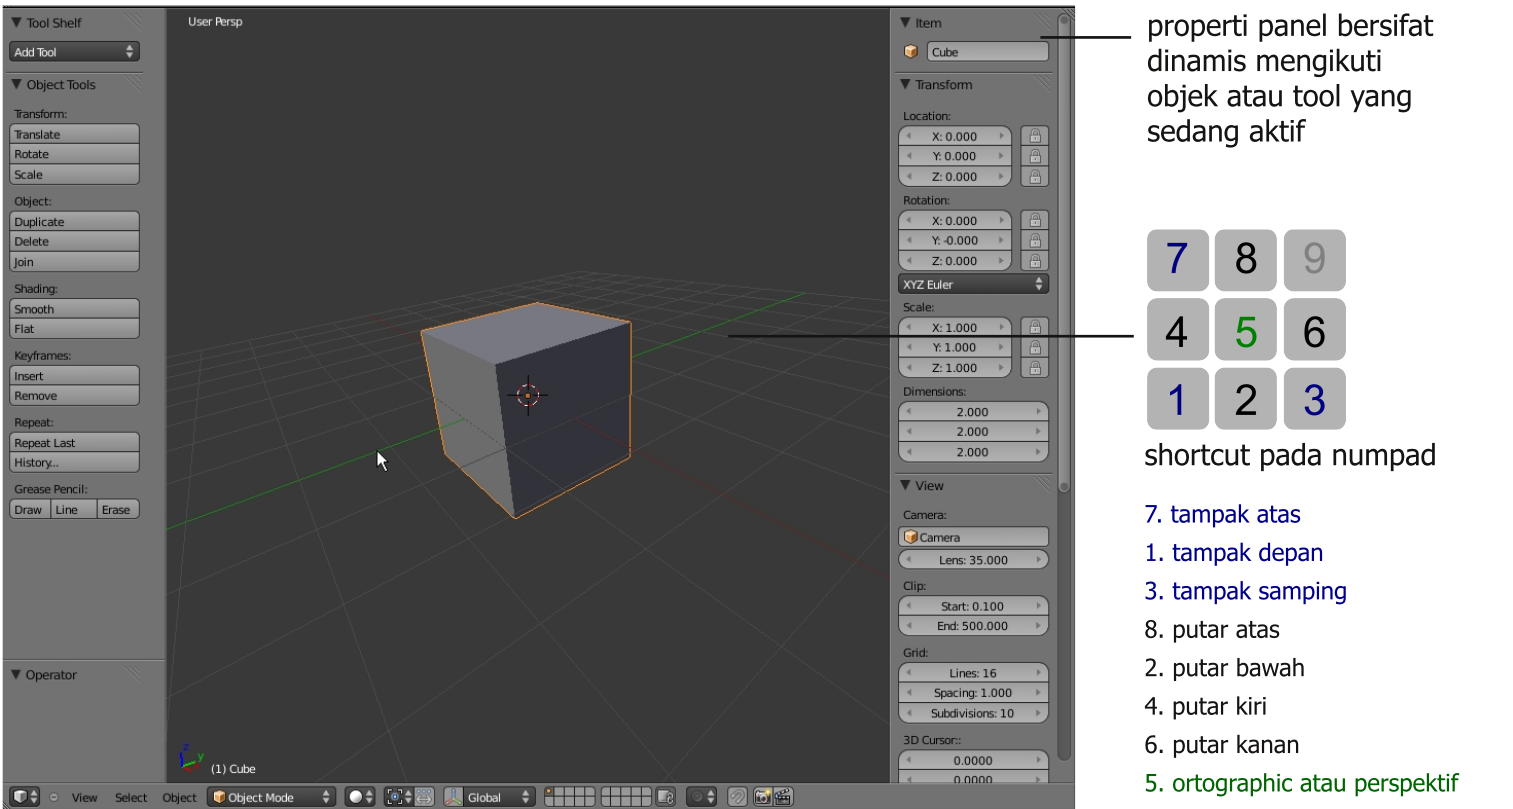 Tool Shelf
Add Tool
Object Tools
Transform:
Translate
Rotate
Scale
Object:
Duplicate
Delete
Join
Shading:
Smooth
Flat
Keyframes:
Insert
Remove
Repeat:
Repeat Last
History...
Grease Pencil:
Draw Line Erase
Operator
User Persp
z
y
(1) Cube
View Select Object Object Mode Global
Item
Cube
Transform
Location:
X: 0.000
Y: 0.000
Z: 0.000
Rotation:
X: 0.000
Y: -0.000
Z: 0.000
XYZ Euler
Scale:
X: 1.000
Y: 1.000
Z: 1.000
Dimensions:
2.000
2.000
2.000
View
Camera:
Camera
Lens: 35.000
Clip:
Start: 0.100
End: 500.000
Grid:
Lines: 16
Spacing: 1.000
Subdivisions: 10
3D Cursor::
0.0000
0.0000
properti panel bersifat
dinamis mengikuti
objek atau tool yang
sedang aktif
7 8 9
4 5 6
1 2 3
shortcut pada numpad
7. tampak atas
1. tampak depan
3. tampak samping
8. putar atas
2. putar bawah
4. putar kiri
6. putar kanan
5. ortographic atau perspektif